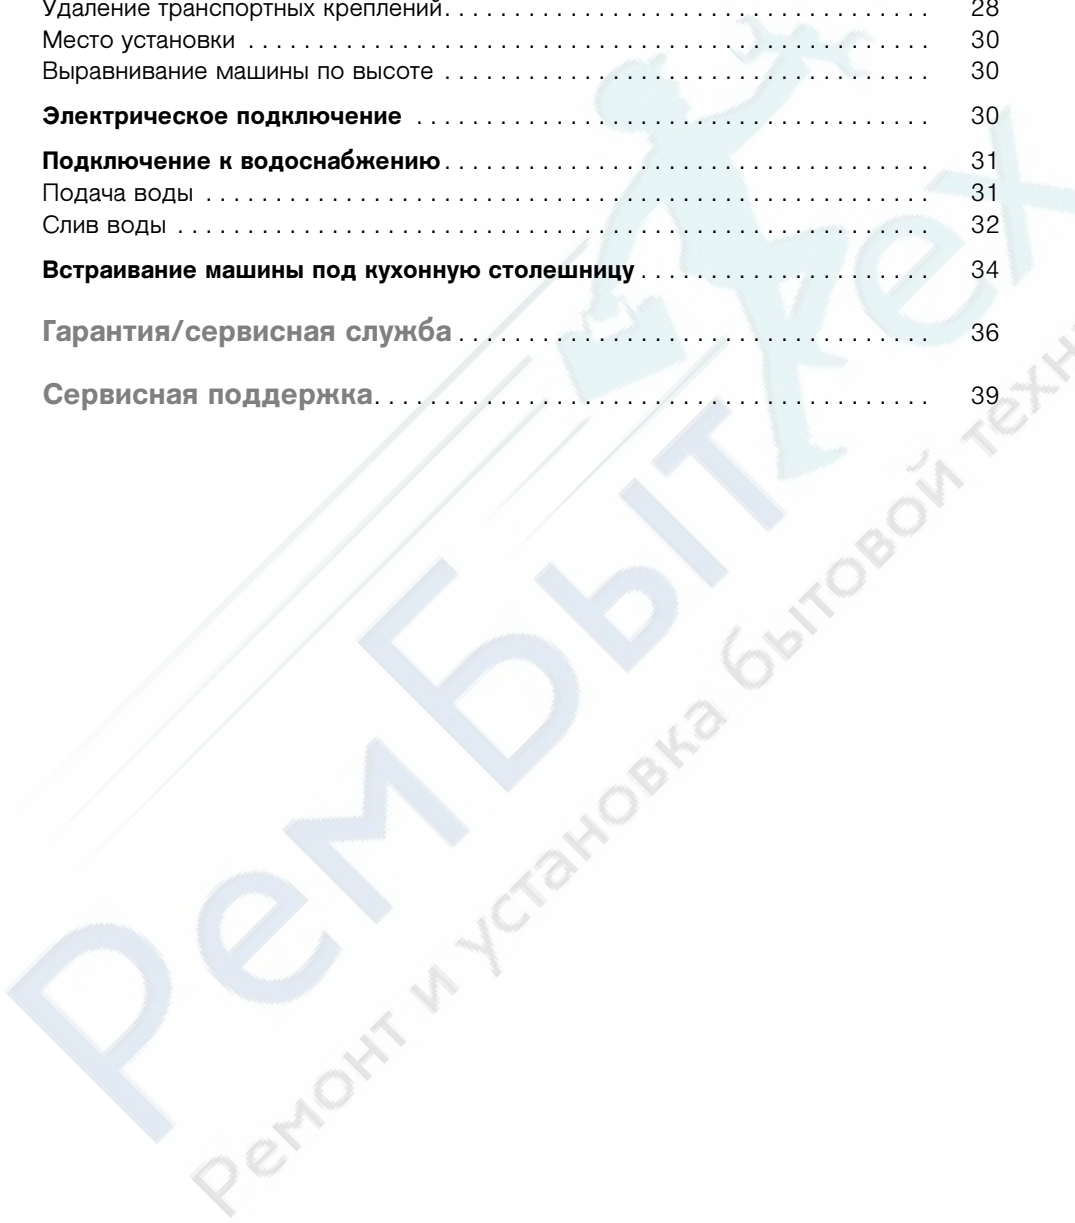 Удаление транспортных креплений. . . . . . . . . . . . . . . . . . . . . . . . . . . . . . . . . . . 28
Место установки . . . . . . . . . . . . . . . . . . . . . . . . . . . . . . . . . . . . . . . . . . . . . . . . . 30
Выравнивание машины по высоте . . . . . . . . . . . . . . . . . . . . . . . . . . . . . . . . . . . 30
Электрическое подключение . . . . . . . . . . . . . . . . . . . . . . . . . . . . . . . . . . . . . 30
Подключение к водоснабжению . . . . . . . . . . . . . . . . . . . . . . . . . . . . . . . . . . . 31
Подача воды . . . . . . . . . . . . . . . . . . . . . . . . . . . . . . . . . . . . . . . . . . . . . . . . . . . . 31
Слив воды . . . . . . . . . . . . . . . . . . . . . . . . . . . . . . . . . . . . . . . . . . . . . . . . . . . . . . 32
Встраивание машины под кухонную столешницу . . . . . . . . . . . . . . . . . . . . . 34
Гарантия/сервисная служба . . . . . . . . . . . . . . . . . . . . . . . . . . . . . . . . . . 36
Сервисная поддержка. . . . . . . . . . . . . . . . . . . . . . . . . . . . . . . . . . . . . . . . 39
РемБытТех
Ремонт и установка бытовой техн